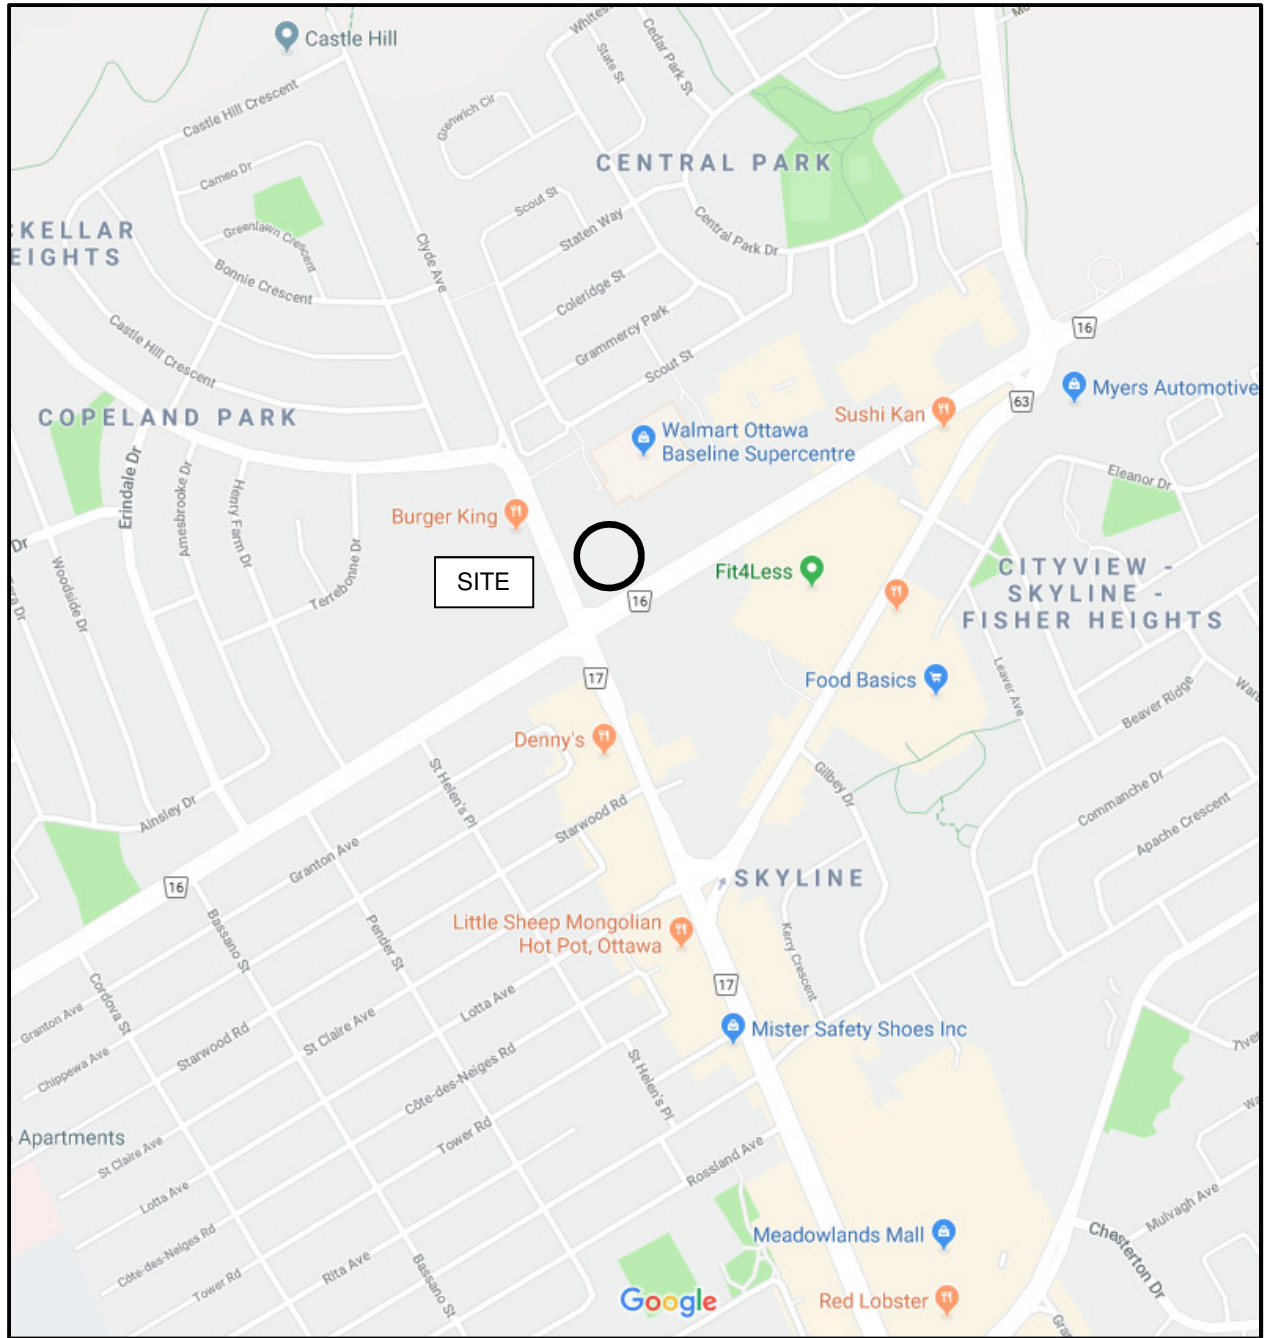 Castle Hill
Castle Hill Crescent
Cameo Dr
Greenlawn Crescent
Bonnie Crescent
Castle Hill Crescent
KELLAR
EIGHTS
Clyde Ave
Grenwich Cir
State St
Cedar Park St
CENTRAL PARK
Scout St
Staten Way
Central Park Dr
Coleridge St
Grammercy Park
Scout St
16
63
Myers Automotive
Sushi Kan
COPELAND PARK
Walmart Ottawa
Baseline Supercentre
Eleanor Dr
Erindale Dr
Amesbrooke Dr
Henry Farm Dr
Terrebonne Dr
Woodside Dr
Dr
Burger King
SITE
16
Fit4Less
CITYVIEW -
SKYLINE -
FISHER HEIGHTS
17
Food Basics
Leaver Ave
Beaver Ridge
Denny's
St Helen's Pl
Gilbey Dr
Commanche Dr
Apache Crescent
Ainsley Dr
Starwood Rd
Granton Ave
16
SKYLINE
Bassano St
Pender St
Little Sheep Mongolian
Hot Pot, Ottawa
Kerry Crescent
17
Cordova St
Lotta Ave
Granton Ave
Starwood Rd
St Claire Ave
Mister Safety Shoes Inc
Chippewa Ave
Côte-des-Neiges Rd
St Helen's Pl
Apartments
St Claire Ave
Tower Rd
Rossland Ave
Lotta Ave
Mulvagh Ave
Côte-des-Neiges Rd
Meadowlands Mall
Chesterton Dr
Tower Rd
Rita Ave
Bassano St
Google
Red Lobster